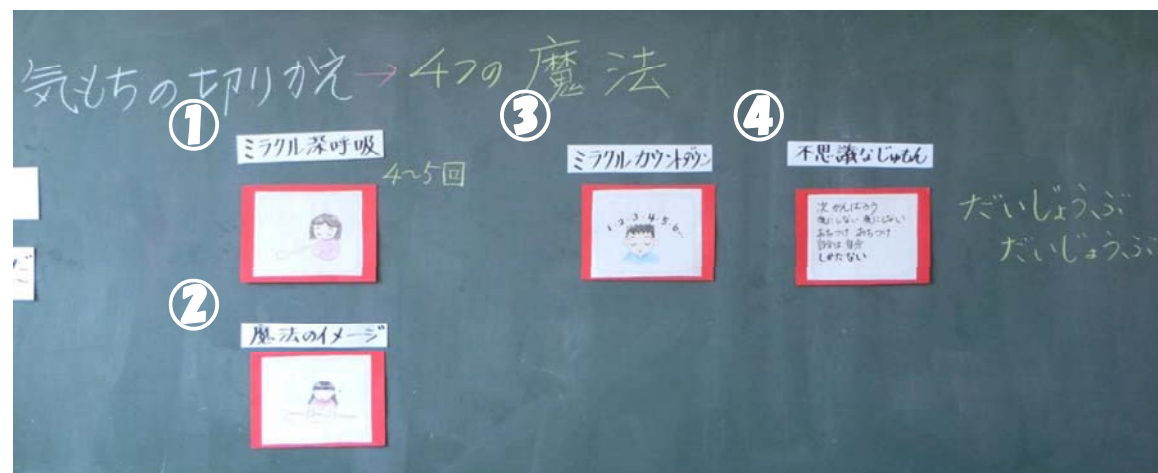 気もちの切りかえ→4つの魔法
①
ミラクル深呼吸
4~5回
②
魔法のイメージ
③
ミラクルカウントダウン
1・2・3・4・5・6…
④
不思議なじゅもん
次がんばろう
気にしない 気にしない
おちつけ おちつけ
自分は自分
しかたない
だいじょうぶ
だいじょうぶ